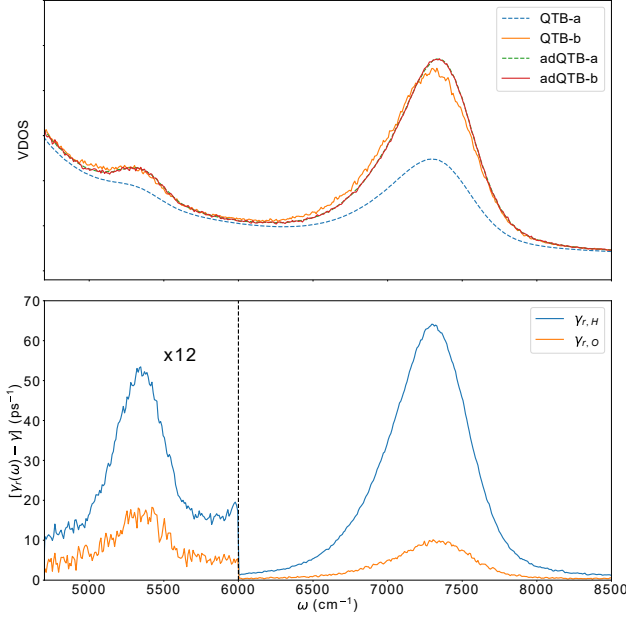 VDOS
QTB-a
QTB-b
adQTB-a
adQTB-b
[γᵣ(ω) − γ] (ps⁻¹)
70
60
50
40
30
20
10
0
x12
γr, H
γr, O
5000 5500 6000 6500 7000 7500 8000 8500
ω (cm⁻¹)